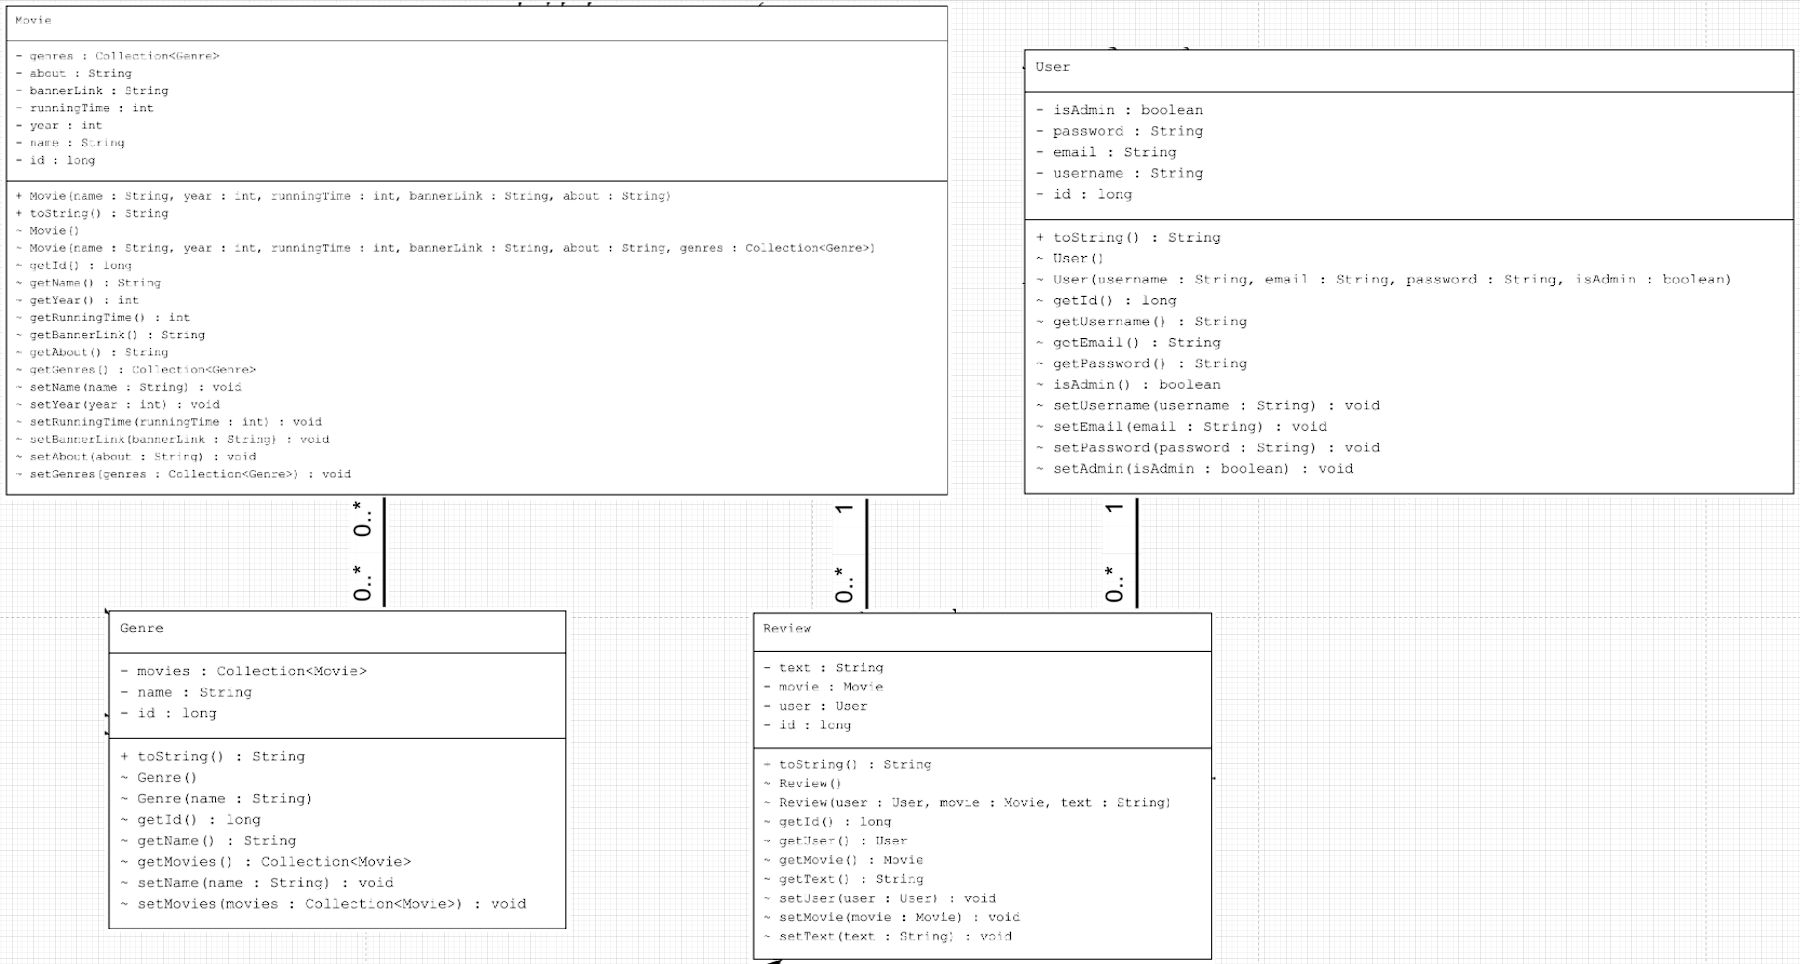 Movie
- genres : Collection<Genre>
- about : String
- bannerLink : String
- runningTime : int
- year : int
- name : String
- id : long
+ Movie(name : String, year : int, runningTime : int, bannerLink : String, about : String)
+ toString() : String
~ Movie()
~ Movie(name : String, year : int, runningTime : int, bannerLink : String, about : String, genres : Collection<Genre>)
~ getId() : long
~ getName() : String
~ getYear() : int
~ getRunningTime() : int
~ getBannerLink() : String
~ getAbout() : String
~ getGenres() : Collection<Genre>
~ setName(name : String) : void
~ setYear(year : int) : void
~ setRunningTime(runningTime : int) : void
~ setBannerLink(bannerLink : String) : void
~ setAbout(about : String) : void
~ setGenres(genres : Collection<Genre>) : void
User
- isAdmin : boolean
- password : String
- email : String
- username : String
- id : long
+ toString() : String
~ User()
~ User(username : String, email : String, password : String, isAdmin : boolean)
~ getId() : long
~ getUsername() : String
~ getEmail() : String
~ getPassword() : String
~ isAdmin() : boolean
~ setUsername(username : String) : void
~ setEmail(email : String) : void
~ setPassword(password : String) : void
~ setAdmin(isAdmin : boolean) : void
0..*
0..*
1
0..*
1
0..*
Genre
- movies : Collection<Movie>
- name : String
- id : long
+ toString() : String
~ Genre()
~ Genre(name : String)
~ getId() : long
~ getName() : String
~ getMovies() : Collection<Movie>
~ setName(name : String) : void
~ setMovies(movies : Collection<Movie>) : void
Review
- text : String
- movie : Movie
- user : User
- id : long
+ toString() : String
~ Review()
~ Review(user : User, movie : Movie, text : String)
~ getId() : long
~ getUser() : User
~ getMovie() : Movie
~ getText() : String
~ setUser(user : User) : void
~ setMovie(movie : Movie) : void
~ setText(text : String) : void